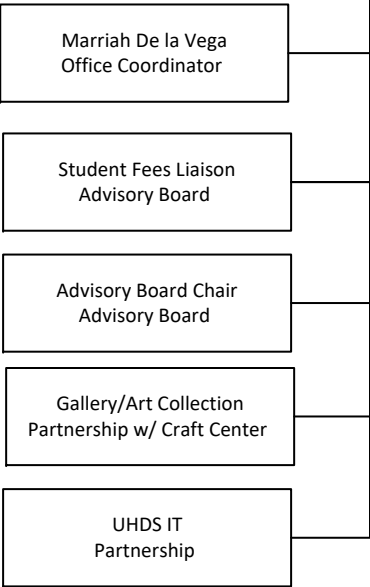 Marriah De la Vega
Office Coordinator
Student Fees Liaison
Advisory Board
Advisory Board Chair
Advisory Board
Gallery/Art Collection
Partnership w/ Craft Center
UHDS IT
Partnership